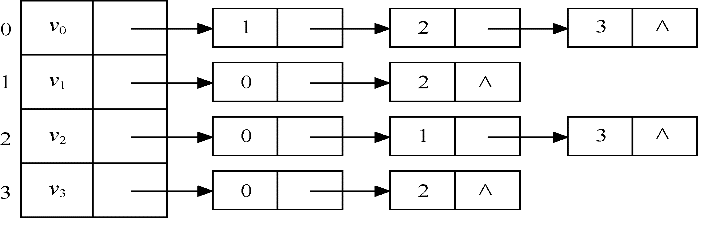 0 v₀ 1 2 3 ^
1 v₁ 0 2 ^
2 v₂ 0 1 3 ^
3 v₃ 0 2 ^